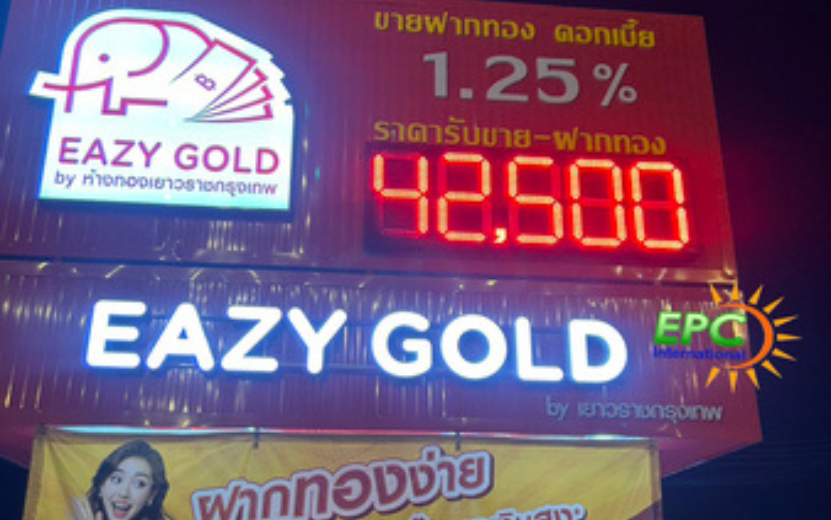 ขายฝากทอง ดอกเบี้ย
1.25%
ราคารับขาย-ฝากทอง
42,500
B
EAZY GOLD
by ห้างทองเยาวราชกรุงเทพ
EAZY GOLD
by เยาวราชกรุงเทพ
EPC
International
ฝากทองง่าย